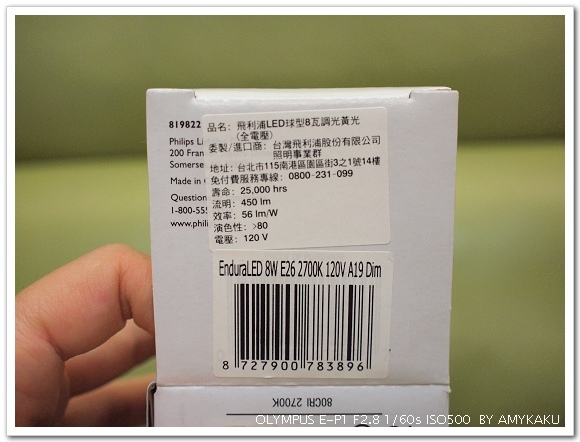 819822
Philips Li
200 Fran
Somerse
Made in
Question
1-800-555
www.phili
品名: 飛利浦LED球型8瓦調光黃光
(全電壓)
委製/進口商: 台灣飛利浦股份有限公司
照明事業群
地址: 台北市115南港區園區街3之1號14樓
免付費服務專線: 0800-231-099
壽命: 25,000 hrs
流明: 450 lm
效率: 56 lm/W
演色性: >80
電壓: 120 V
EnduraLED 8W E26 2700K 120V A19 Dim
8 727900 783896
80CRI 2700K
OLYMPUS E-P1 F2.8 1/60s ISO500 BY AMYKAKU